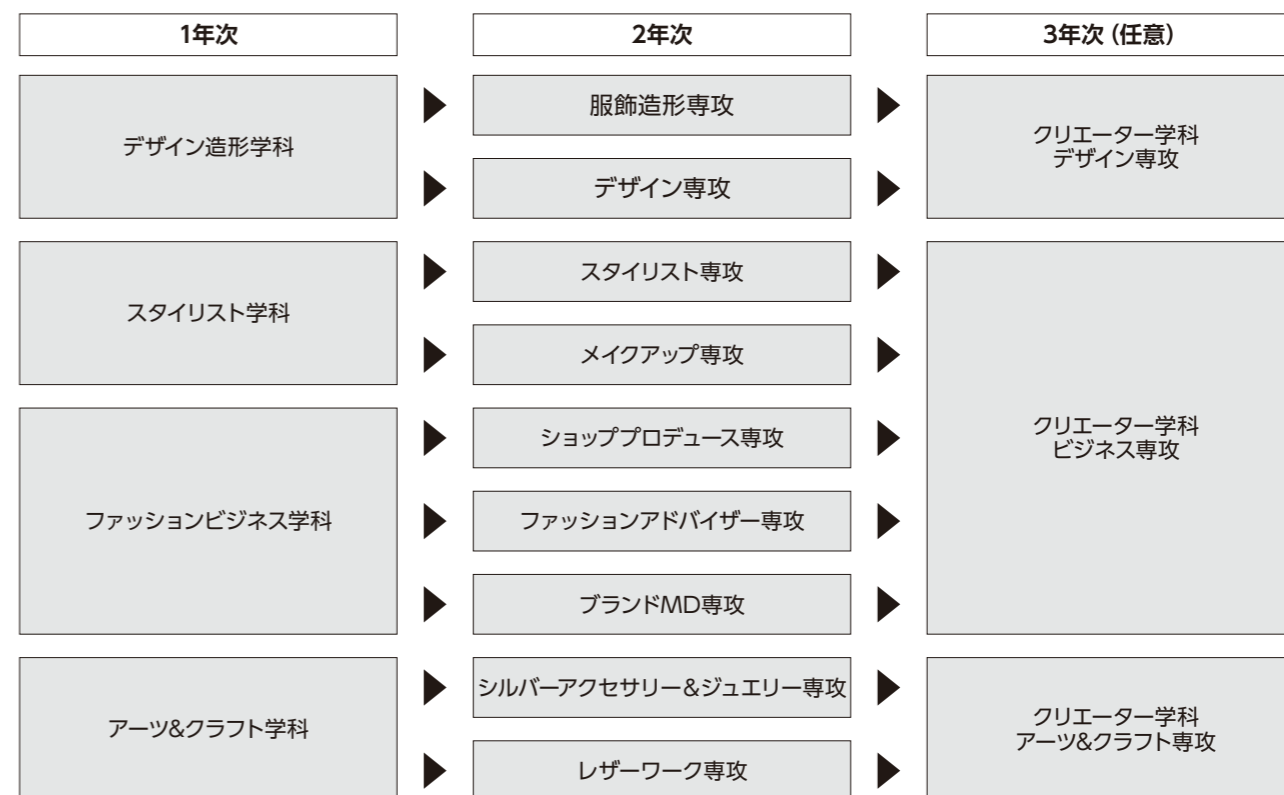 1年次
2年次
3年次（任意）
デザイン造形学科
服飾造形専攻
デザイン専攻
クリエーター学科
デザイン専攻
スタイリスト学科
スタイリスト専攻
メイクアップ専攻
ファッションビジネス学科
ショッププロデュース専攻
ファッションアドバイザー専攻
ブランドMD専攻
クリエーター学科
ビジネス専攻
アーツ&クラフト学科
シルバーアクセサリー&ジュエリー専攻
レザーワーク専攻
クリエーター学科
アーツ&クラフト専攻